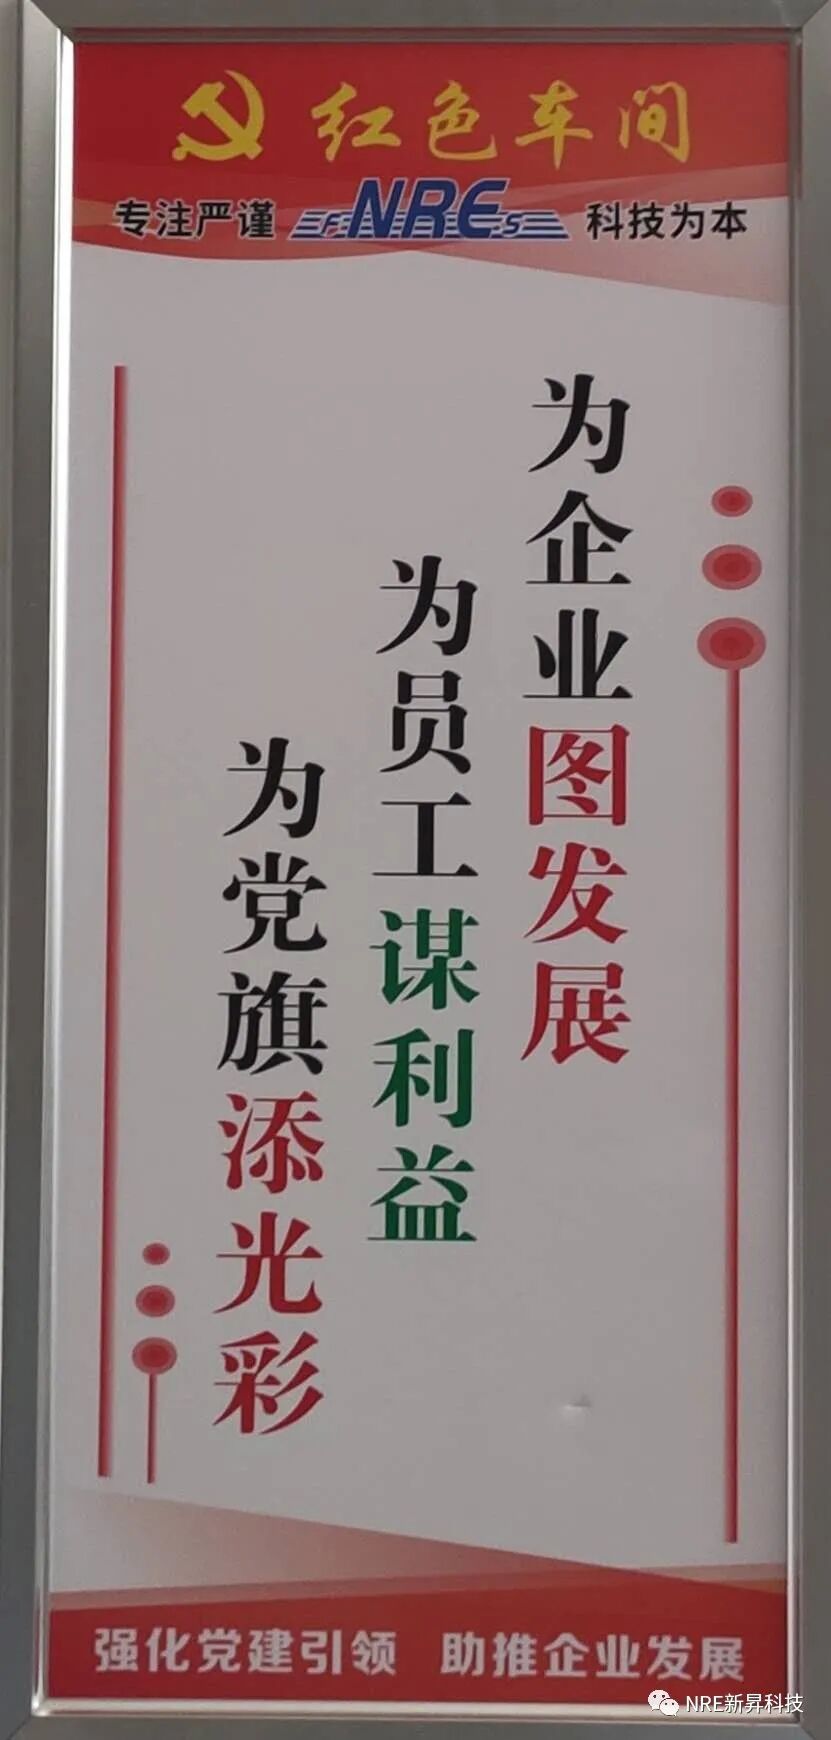 红色车间
专注严谨 FNRES 科技为本
为企业图发展
为员工谋利益
为党旗添光彩
强化党建引领 助推企业发展
NRE新昇科技